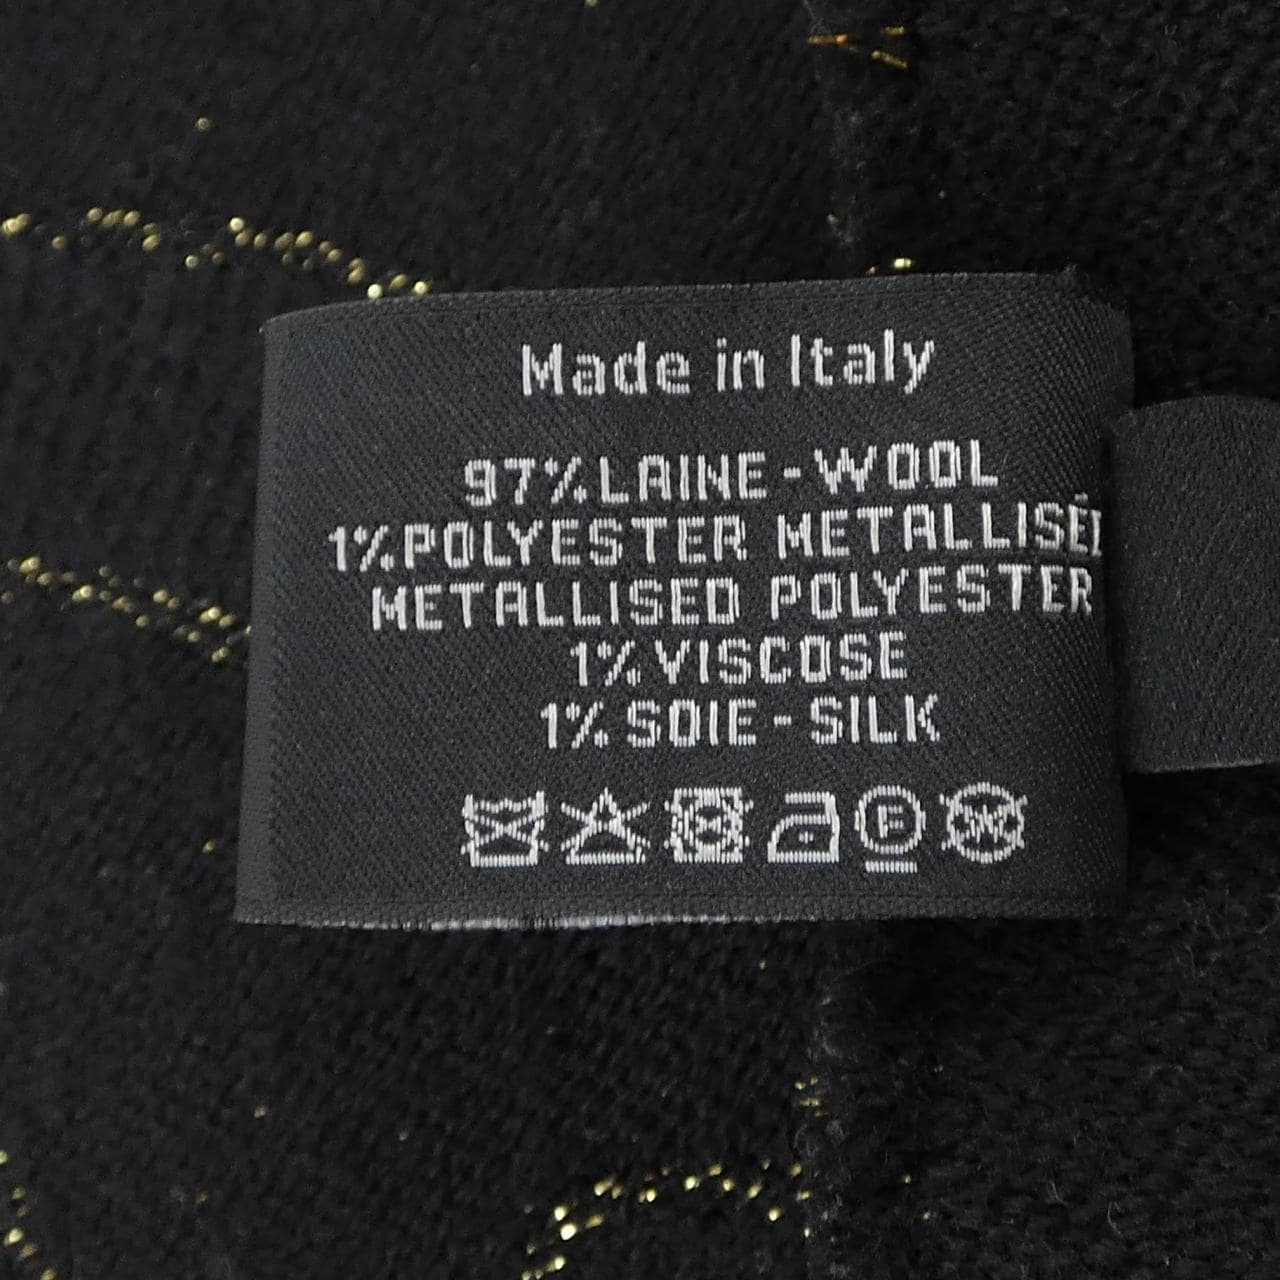 Made in Italy
97% LAINE - WOOL
1% POLYESTER METALLISÉ
METALLISED POLYESTER
1% VISCOSE
1% SOIE - SILK
P
W